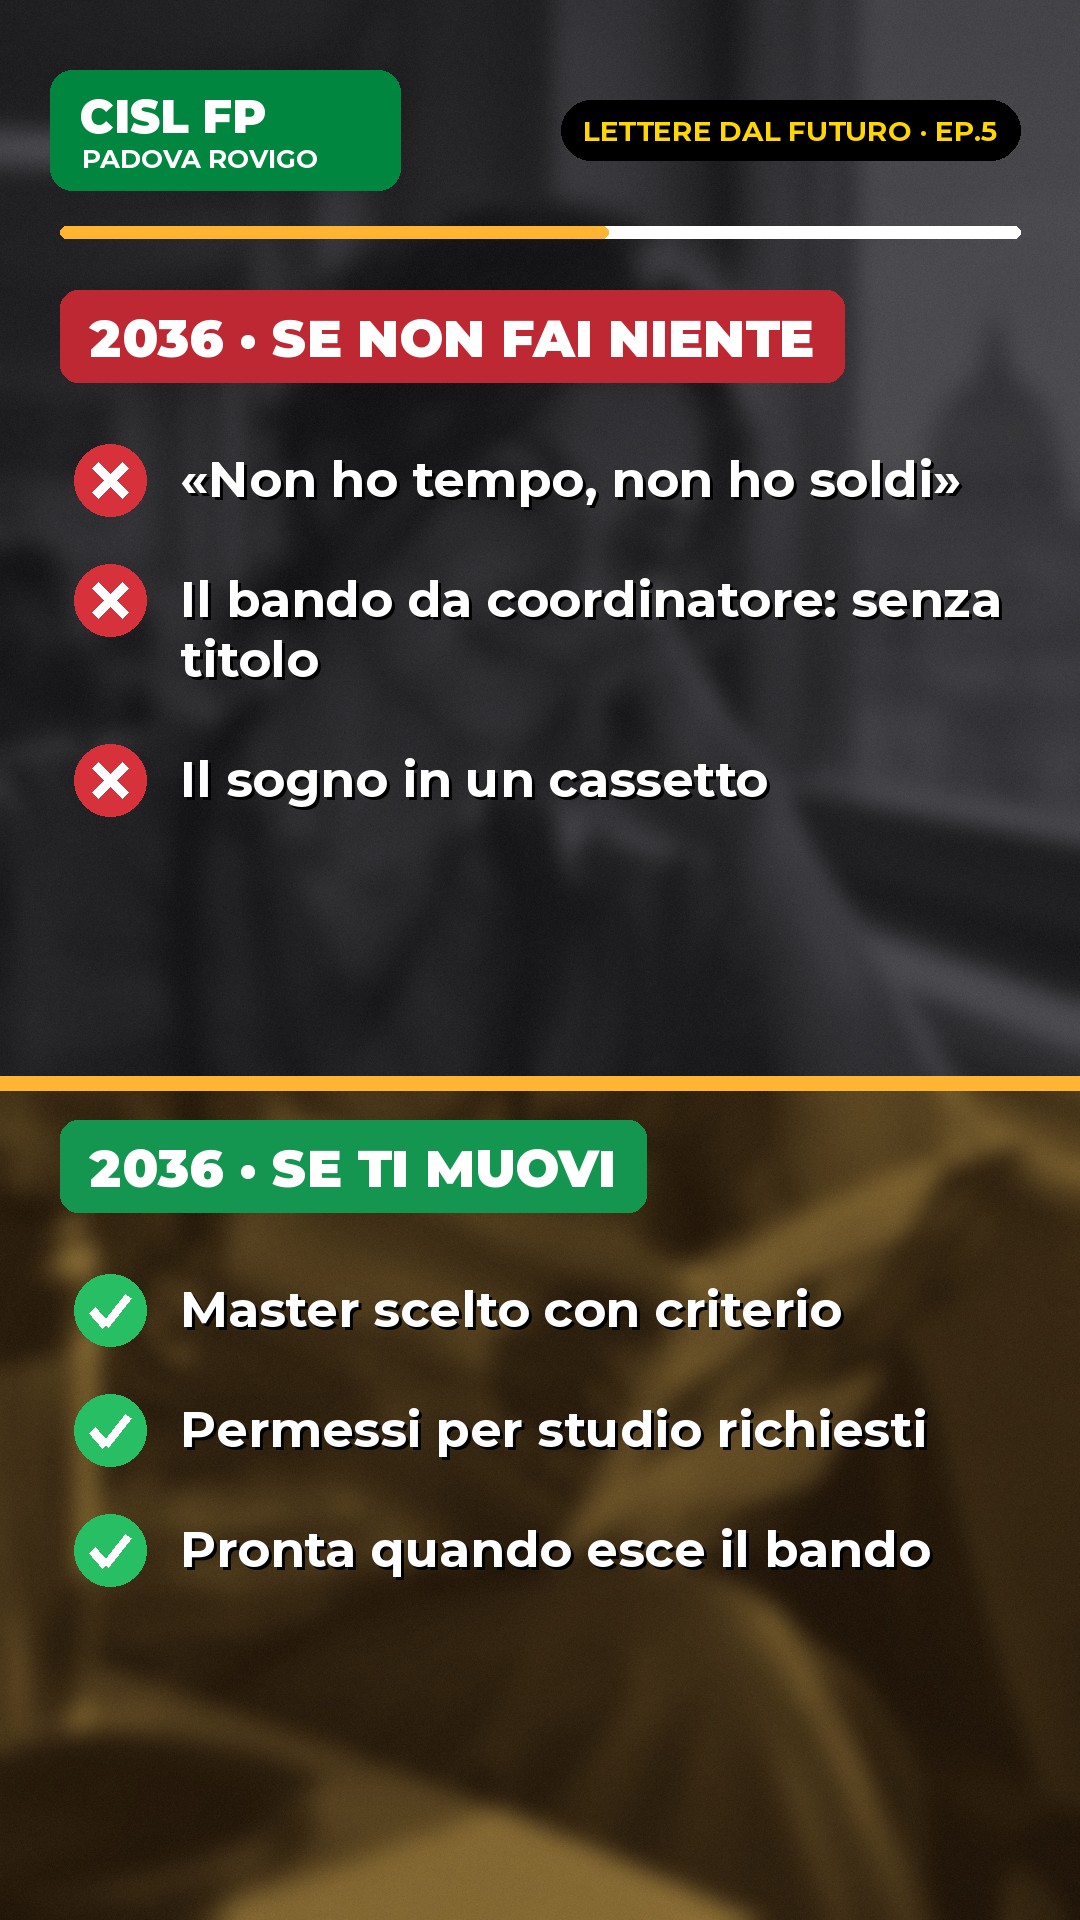 CISL FP
PADOVA ROVIGO
LETTERE DAL FUTURO · EP.5
2036 · SE NON FAI NIENTE
«Non ho tempo, non ho soldi»
Il bando da coordinatore: senza
titolo
Il sogno in un cassetto
2036 · SE TI MUOVI
Master scelto con criterio
Permessi per studio richiesti
Pronta quando esce il bando